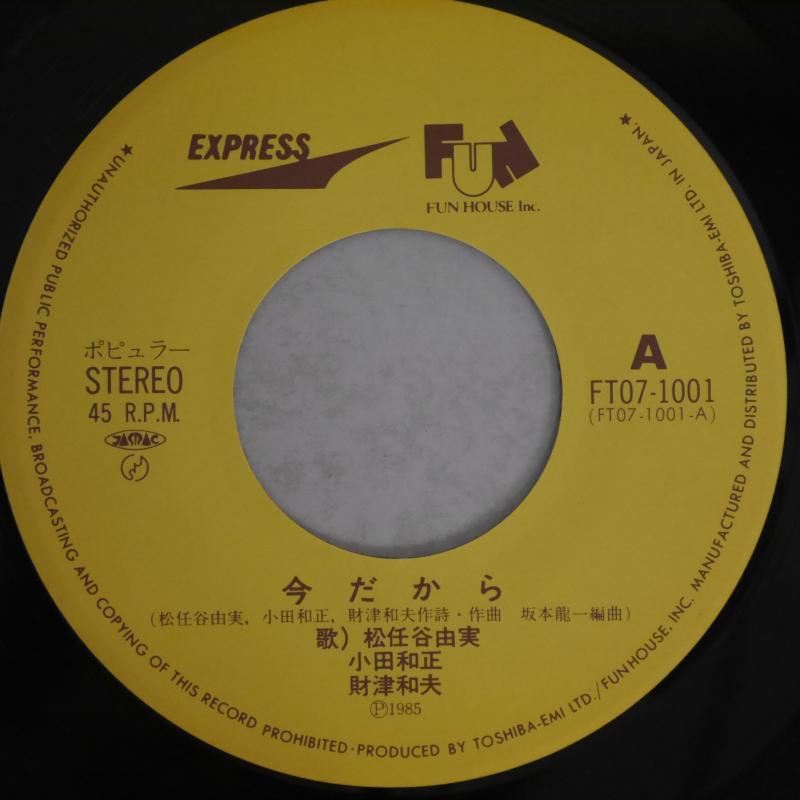 EXPRESS
FUN
FUN HOUSE Inc.
ポピュラー
STEREO
45 R.P.M.
JASRAC
A
FT07-1001
(FT07-1001-A)
今だから
(松任谷由実, 小田和正, 財津和夫作詩・作曲 坂本龍一編曲)
歌) 松任谷由実
小田和正
財津和夫
Ⓟ1985
★UNAUTHORIZED PUBLIC PERFORMANCE, BROADCASTING AND COPYING OF THIS RECORD PROHIBITED·PRODUCED BY TOSHIBA-EMI LTD./FUN HOUSE, INC. MANUFACTURED AND DISTRIBUTED BY TOSHIBA-EMI LTD. IN JAPAN.★